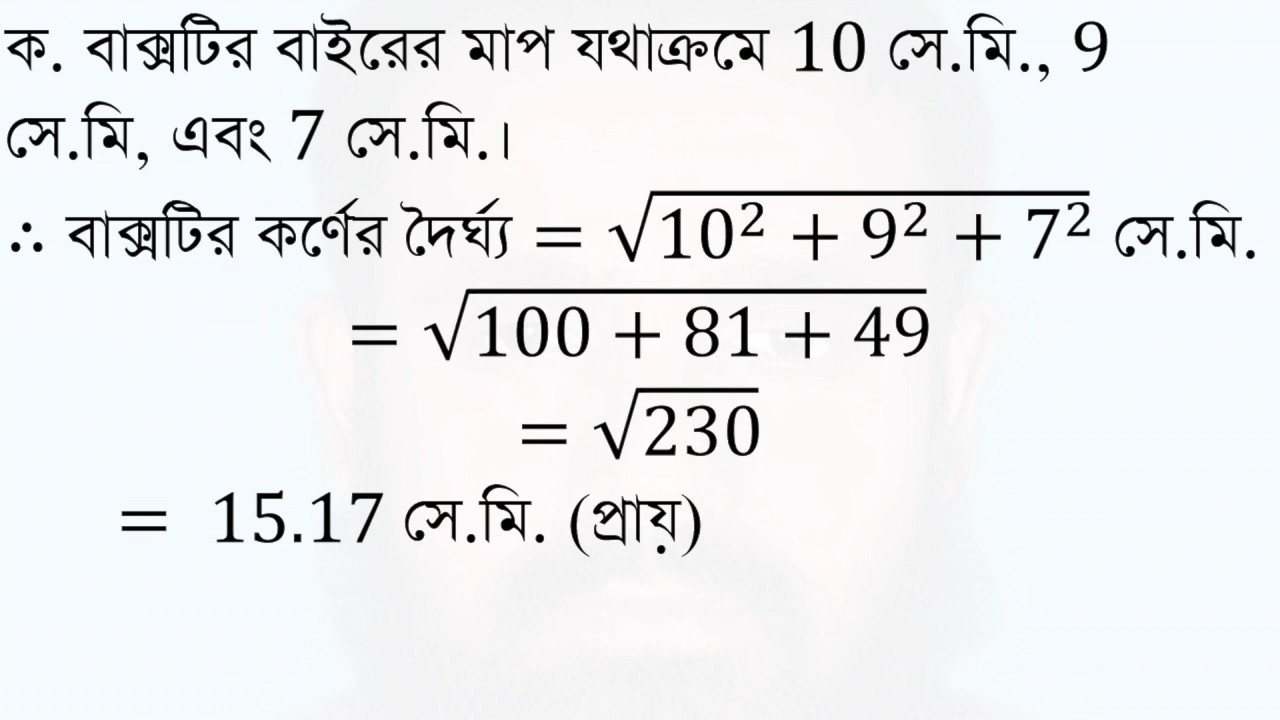 ক. বাক্সটির বাইরের মাপ যথাক্রমে 10 সে.মি., 9
সে.মি, এবং 7 সে.মি.।
∴ বাক্সটির কর্ণের দৈর্ঘ্য = √(10² + 9² + 7²) সে.মি.
= √(100 + 81 + 49)
= √230
= 15.17 সে.মি. (প্রায়)